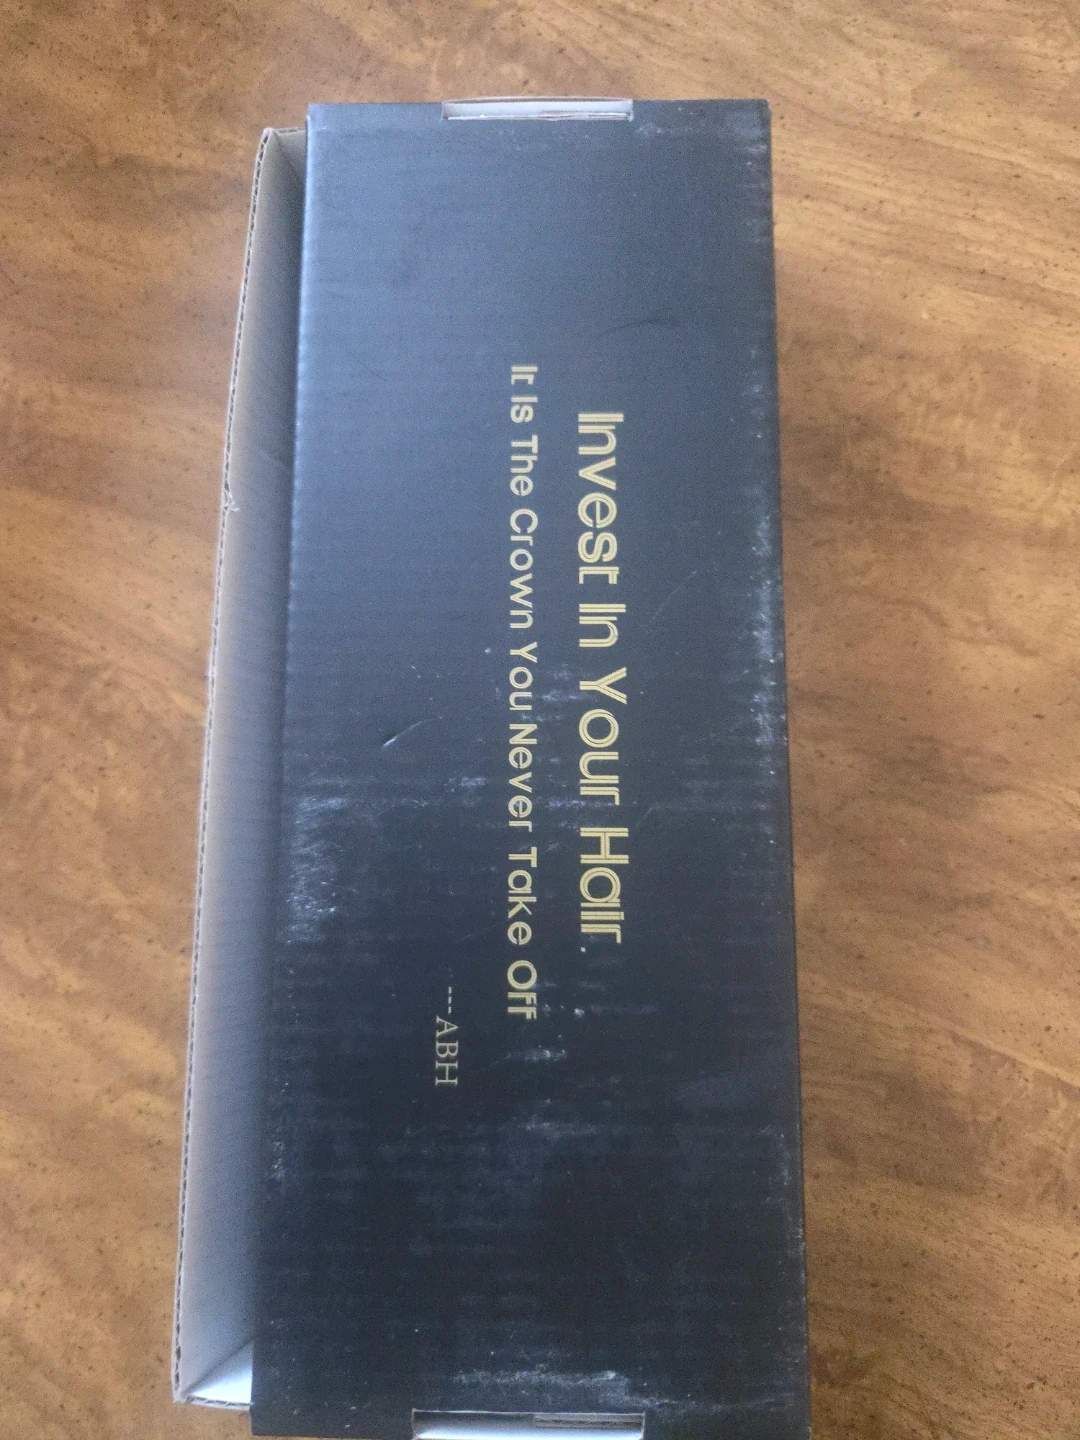 Invest In Your Hair.
It Is The Crown You Never Take Off
---ABH